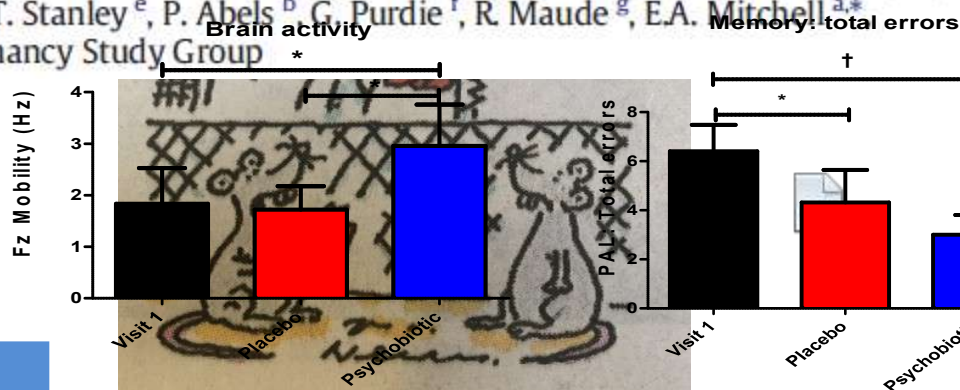 T. Stanley e, P. Abels b, G. Purdie f, R. Maude g, E.A. Mitchell a,*
nancy Study Group
Brain activity
*
*
Fz Mobility (Hz)
4
3
2
1
0
Visit 1
Placebo
Psychobiotic
Memory: total errors
†
*
PAL: Total errors
8
6
4
2
0
Visit 1
Placebo
Psychobiot